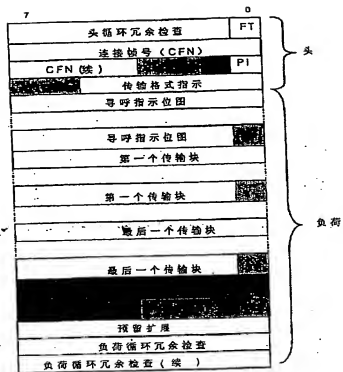 7 0
头循环冗余检查 FT
连接帧号（CFN） 头
CFN（续） PI
传输格式指示
寻呼指示位图
寻呼指示位图
第一个传输块
第一个传输块
负荷
最后一个传输块
最后一个传输块
预留扩展
负荷循环冗余检查
负荷循环冗余检查（续）